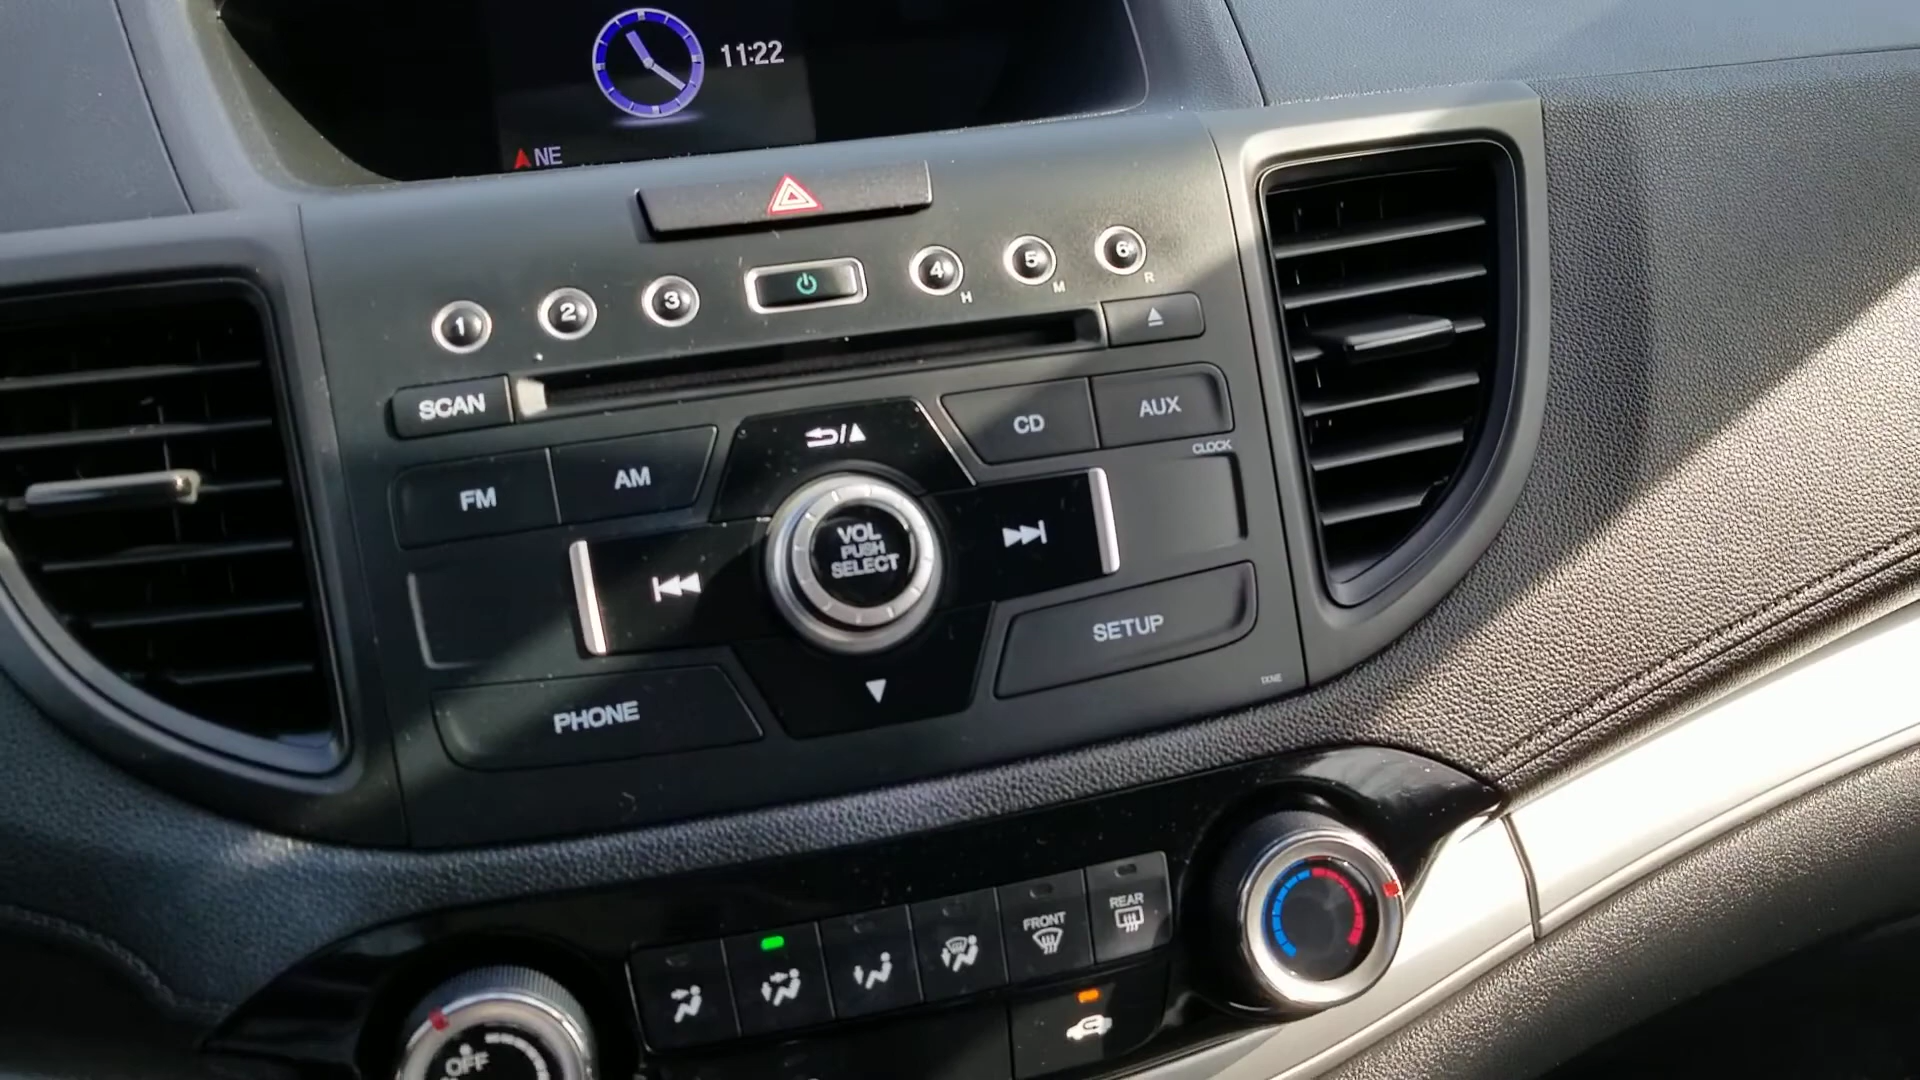 11:22
NE
1 2 3 4 5 6
H M R
SCAN
CD AUX
CLOCK
FM AM
VOL
PUSH
SELECT
SETUP
PHONE
FRONT
REAR
OFF